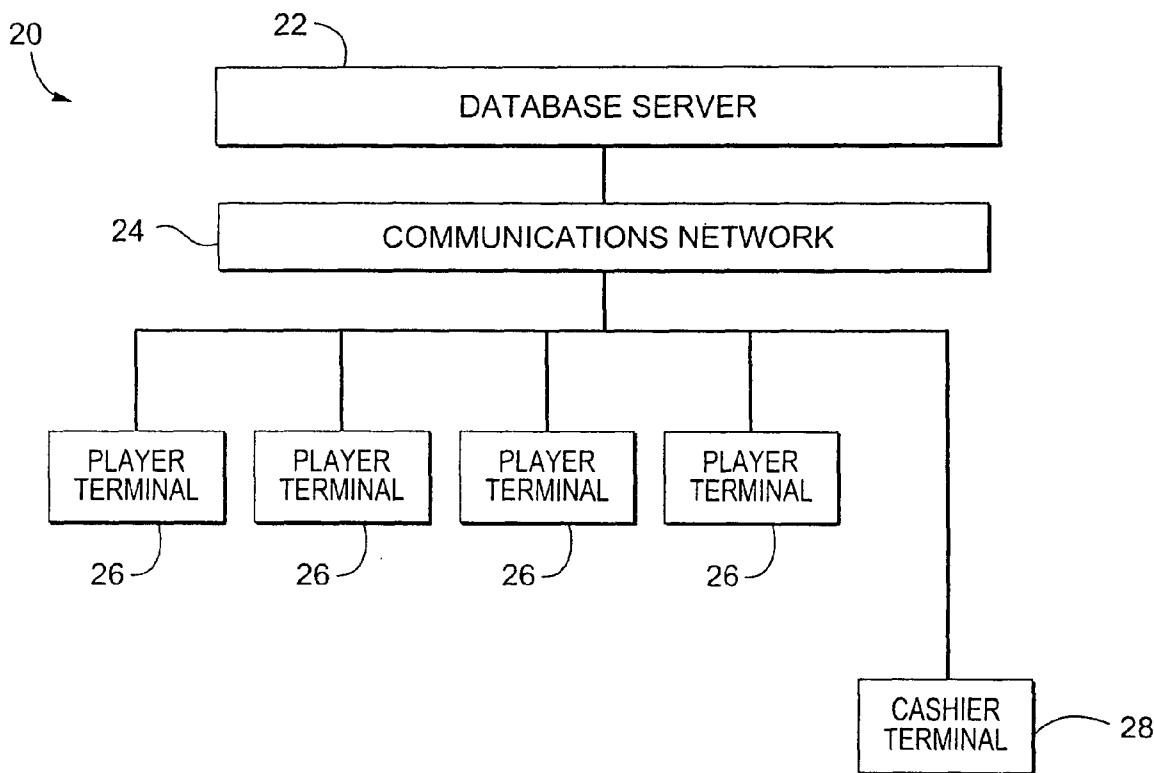 20
22
DATABASE SERVER
24
COMMUNICATIONS NETWORK
PLAYER
TERMINAL
PLAYER
TERMINAL
PLAYER
TERMINAL
PLAYER
TERMINAL
26
26
26
26
CASHIER
TERMINAL
28